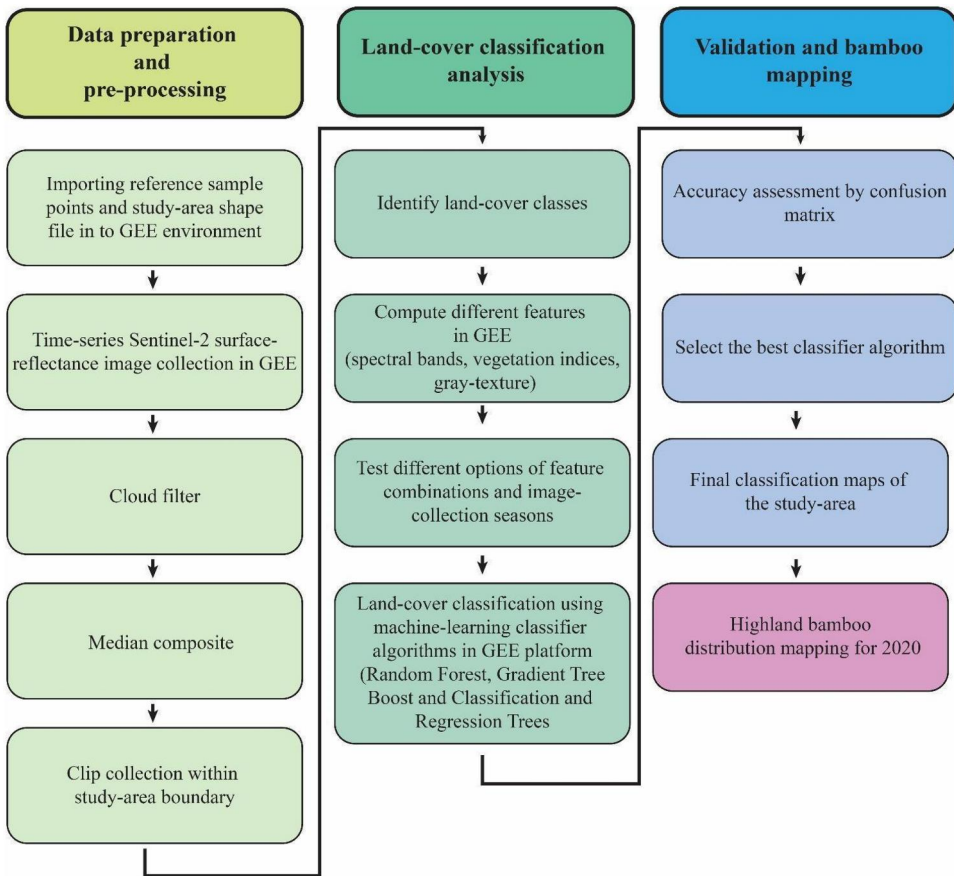 Data preparation
and
pre-processing
Importing reference sample
points and study-area shape
file in to GEE environment
Time-series Sentinel-2 surface-
reflectance image collection in GEE
Cloud filter
Median composite
Clip collection within
study-area boundary
Land-cover classification
analysis
Identify land-cover classes
Compute different features
in GEE
(spectral bands, vegetation indices,
gray-texture)
Test different options of feature
combinations and image-
collection seasons
Land-cover classification using
machine-learning classifier
algorithms in GEE platform
(Random Forest, Gradient Tree
Boost and Classification and
Regression Trees
Validation and bamboo
mapping
Accuracy assessment by confusion
matrix
Select the best classifier algorithm
Final classification maps of
the study-area
Highland bamboo
distribution mapping for 2020